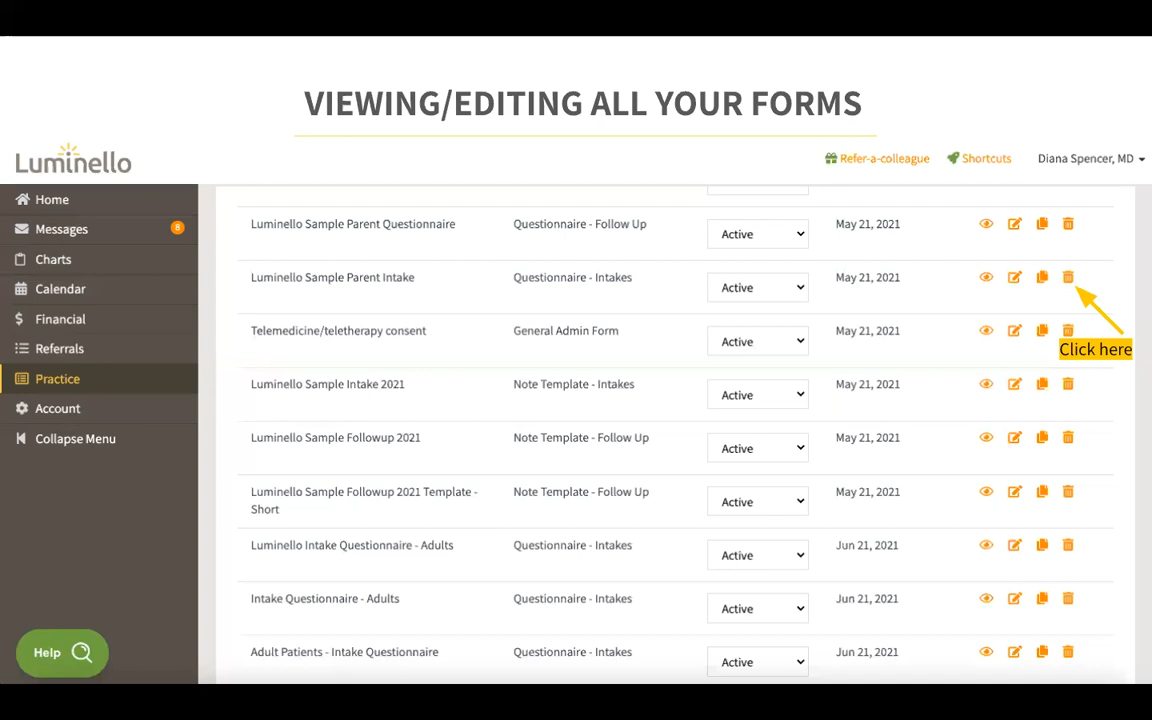 VIEWING/EDITING ALL YOUR FORMS
Luminello
Refer-a-colleague
Shortcuts
Diana Spencer, MD
Home
Messages
8
Charts
Calendar
$ Financial
Referrals
Practice
Account
Collapse Menu
Help
Luminello Sample Parent Questionnaire Questionnaire - Follow Up Active May 21, 2021
Luminello Sample Parent Intake Questionnaire - Intakes Active May 21, 2021
Telemedicine/teletherapy consent General Admin Form Active May 21, 2021
Click here
Luminello Sample Intake 2021 Note Template - Intakes Active May 21, 2021
Luminello Sample Followup 2021 Note Template - Follow Up Active May 21, 2021
Luminello Sample Followup 2021 Template - Note Template - Follow Up Active May 21, 2021
Short
Luminello Intake Questionnaire - Adults Questionnaire - Intakes Active Jun 21, 2021
Intake Questionnaire - Adults Questionnaire - Intakes Active Jun 21, 2021
Adult Patients - Intake Questionnaire Questionnaire - Intakes Active Jun 21, 2021